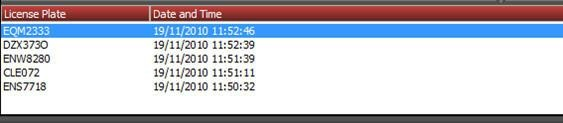 License Plate Date and Time
EQM2333 19/11/2010 11:52:46
DZX373O 19/11/2010 11:52:39
ENW8280 19/11/2010 11:51:39
CLE072 19/11/2010 11:51:11
ENS7718 19/11/2010 11:50:32